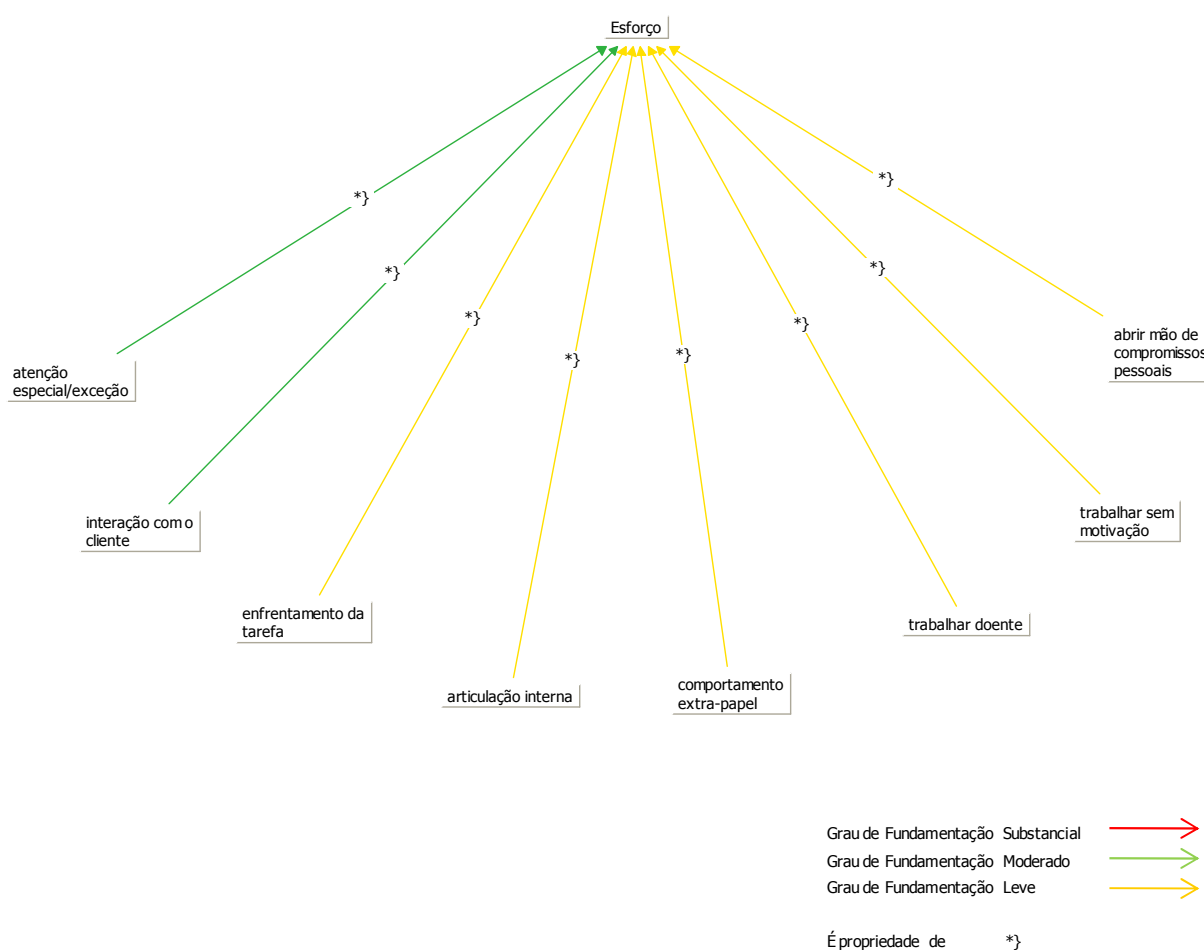 Esforço
*}
*}
*}
*}
*}
*}
*}
*}
atenção
especial/exceção
interação com o
cliente
enfrentamento da
tarefa
articulação interna
comportamento
extra-papel
trabalhar doente
trabalhar sem
motivação
abrir mão de
compromissos
pessoais
Grau de Fundamentação Substancial
Grau de Fundamentação Moderado
Grau de Fundamentação Leve
É propriedade de *}